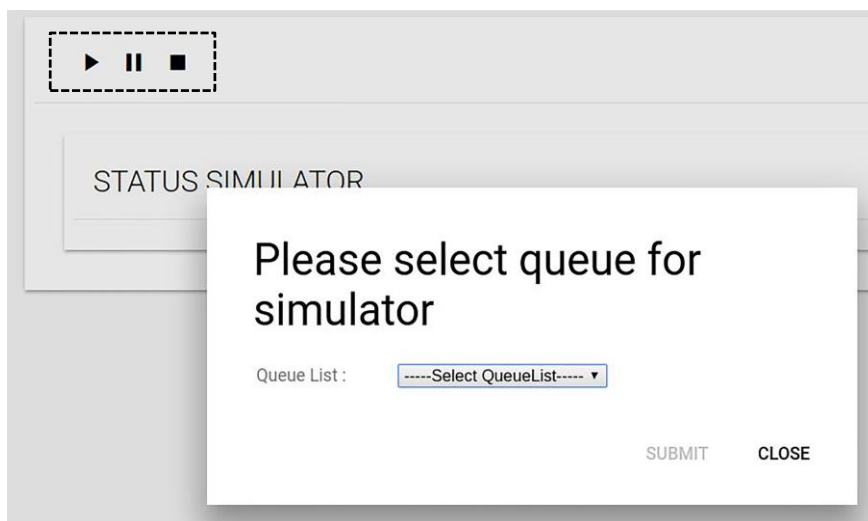 STATUS SIMULATOR
Please select queue for
simulator
Queue List :
-----Select QueueList-----
SUBMIT
CLOSE